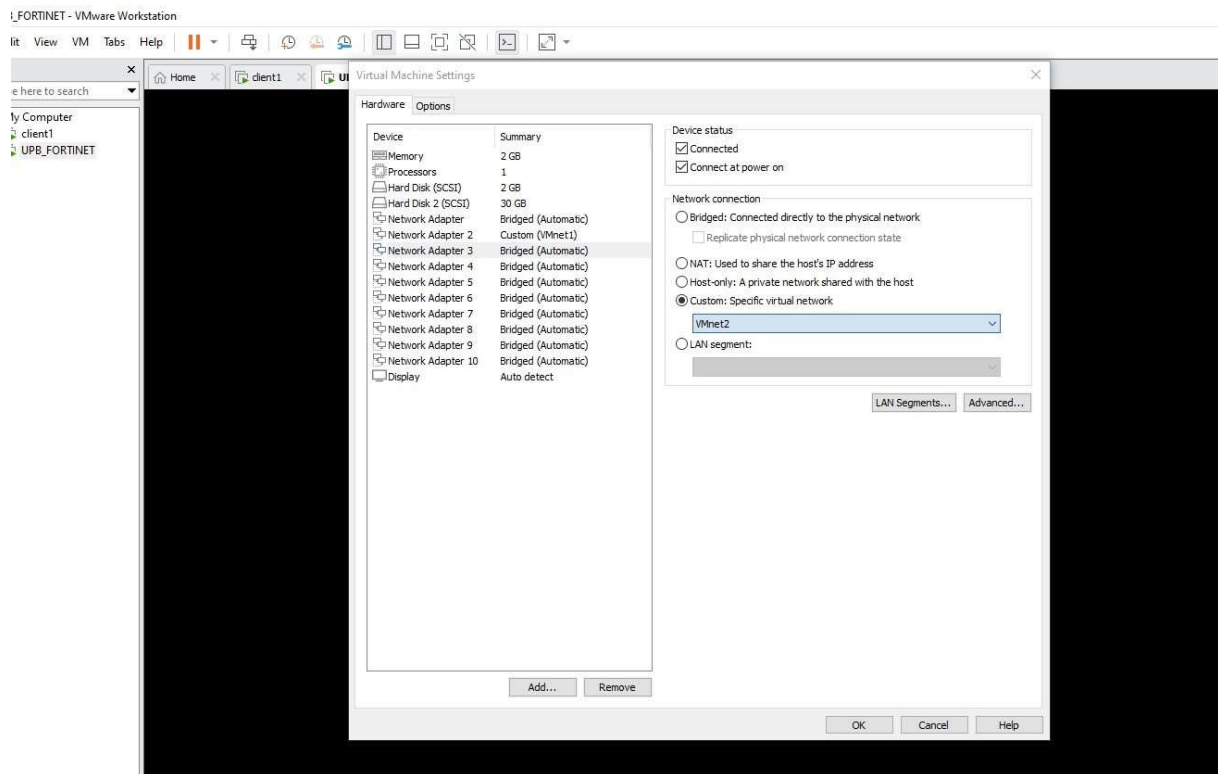 B_FORTINET - VMware Workstation
lit View VM Tabs Help
e here to search
Home
client1
My Computer
client1
UPB_FORTINET
Virtual Machine Settings
Hardware Options
Device Summary
Memory 2 GB
Processors 1
Hard Disk (SCSI) 2 GB
Hard Disk 2 (SCSI) 30 GB
Network Adapter Bridged (Automatic)
Network Adapter 2 Custom (VMnet1)
Network Adapter 3 Bridged (Automatic)
Network Adapter 4 Bridged (Automatic)
Network Adapter 5 Bridged (Automatic)
Network Adapter 6 Bridged (Automatic)
Network Adapter 7 Bridged (Automatic)
Network Adapter 8 Bridged (Automatic)
Network Adapter 9 Bridged (Automatic)
Network Adapter 10 Bridged (Automatic)
Display Auto detect
Add... Remove
Device status
Connected
Connect at power on
Network connection
Bridged: Connected directly to the physical network
Replicate physical network connection state
NAT: Used to share the host's IP address
Host-only: A private network shared with the host
Custom: Specific virtual network
VMnet2
LAN segment:
LAN Segments... Advanced...
OK Cancel Help